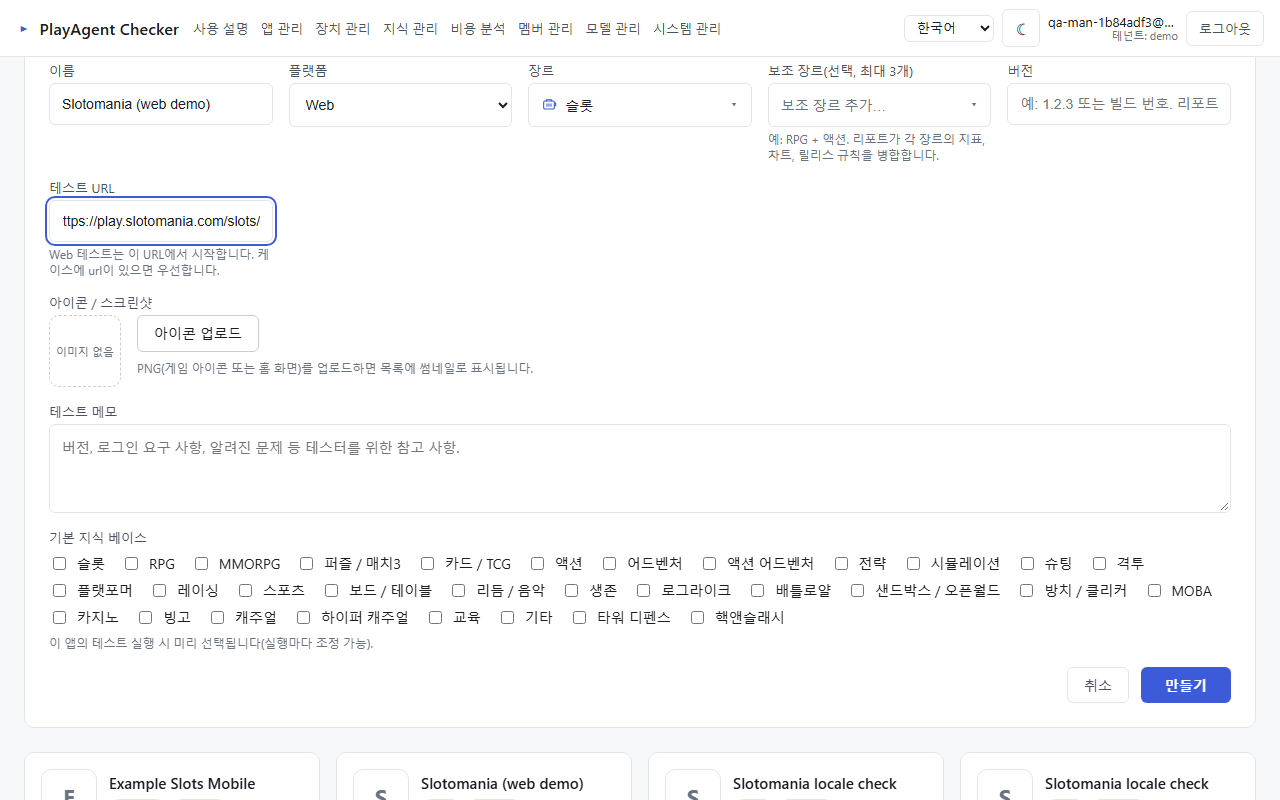 PlayAgent Checker 사용 설명 앱 관리 장치 관리 지식 관리 비용 분석 멤버 관리 모델 관리 시스템 관리 한국어 qa-man-1b84adf3@... 로그아웃
테넌트: demo
이름 플랫폼 장르 보조 장르(선택, 최대 3개) 버전
Slotomania (web demo) Web 슬롯 보조 장르 추가... 예: 1.2.3 또는 빌드 번호. 리포트
예: RPG + 액션. 리포트가 각 장르의 지표,
차트, 릴리스 규칙을 병합합니다.
테스트 URL
ttps://play.slotomania.com/slots/
Web 테스트는 이 URL에서 시작합니다. 케
이스에 url이 있으면 우선합니다.
아이콘 / 스크린샷
이미지 없음 아이콘 업로드
PNG(게임 아이콘 또는 홈 화면)를 업로드하면 목록에 썸네일로 표시됩니다.
테스트 메모
버전, 로그인 요구 사항, 알려진 문제 등 테스터를 위한 참고 사항.
기본 지식 베이스
슬롯 RPG MMORPG 퍼즐 / 매치3 카드 / TCG 액션 어드벤처 액션 어드벤처 전략 시뮬레이션 슈팅 격투
플랫포머 레이싱 스포츠 보드 / 테이블 리듬 / 음악 생존 로그라이크 배틀로얄 샌드박스 / 오픈월드 방치 / 클리커 MOBA
카지노 빙고 캐주얼 하이퍼 캐주얼 교육 기타 타워 디펜스 핵앤슬래시
이 앱의 테스트 실행 시 미리 선택됩니다(실행마다 조정 가능).
취소 만들기
E Example Slots Mobile S Slotomania (web demo) S Slotomania locale check S Slotomania locale check